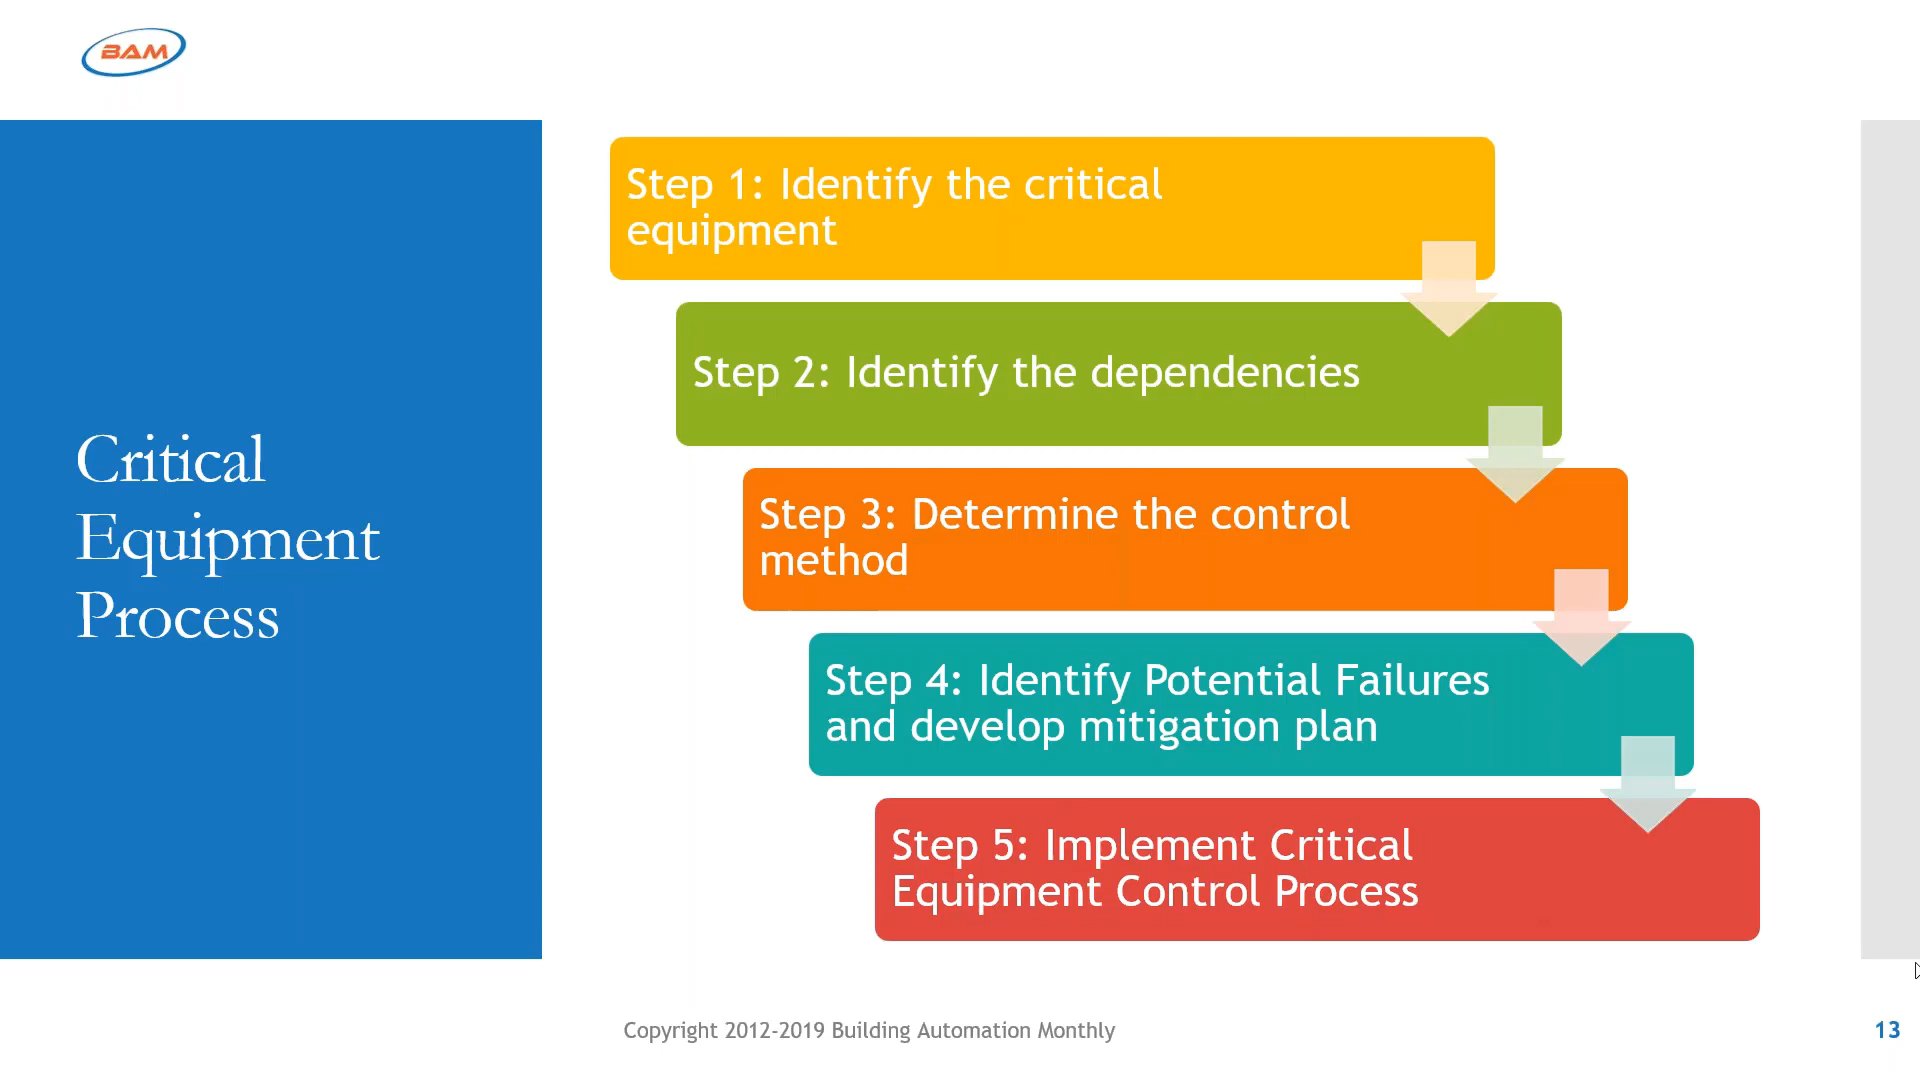 BAM
Critical
Equipment
Process
Step 1: Identify the critical
equipment
Step 2: Identify the dependencies
Step 3: Determine the control
method
Step 4: Identify Potential Failures
and develop mitigation plan
Step 5: Implement Critical
Equipment Control Process
Copyright 2012-2019 Building Automation Monthly
13